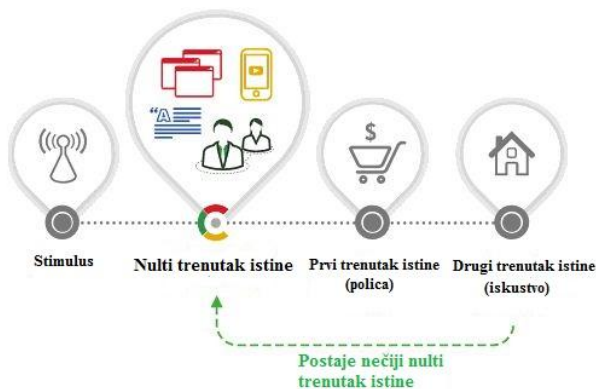 “A
$
Stimulus
Nulti trenutak istine
Prvi trenutak istine
(polica)
Drugi trenutak istine
(iskustvo)
Postaje nečiji nulti
trenutak istine